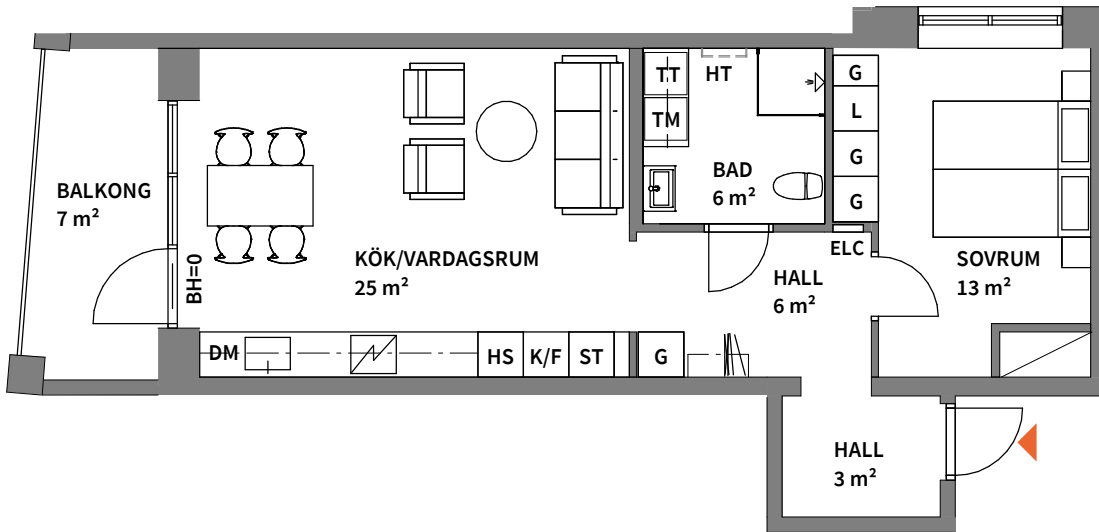 TT
HT
TM
G
L
G
G
BAD
6 m²
BALKONG
7 m²
BH=0
KÖK/VARDAGSRUM
25 m²
ELC
HALL
6 m²
SOVRUM
13 m²
DM
HS
K/F
ST
G
HALL
3 m²